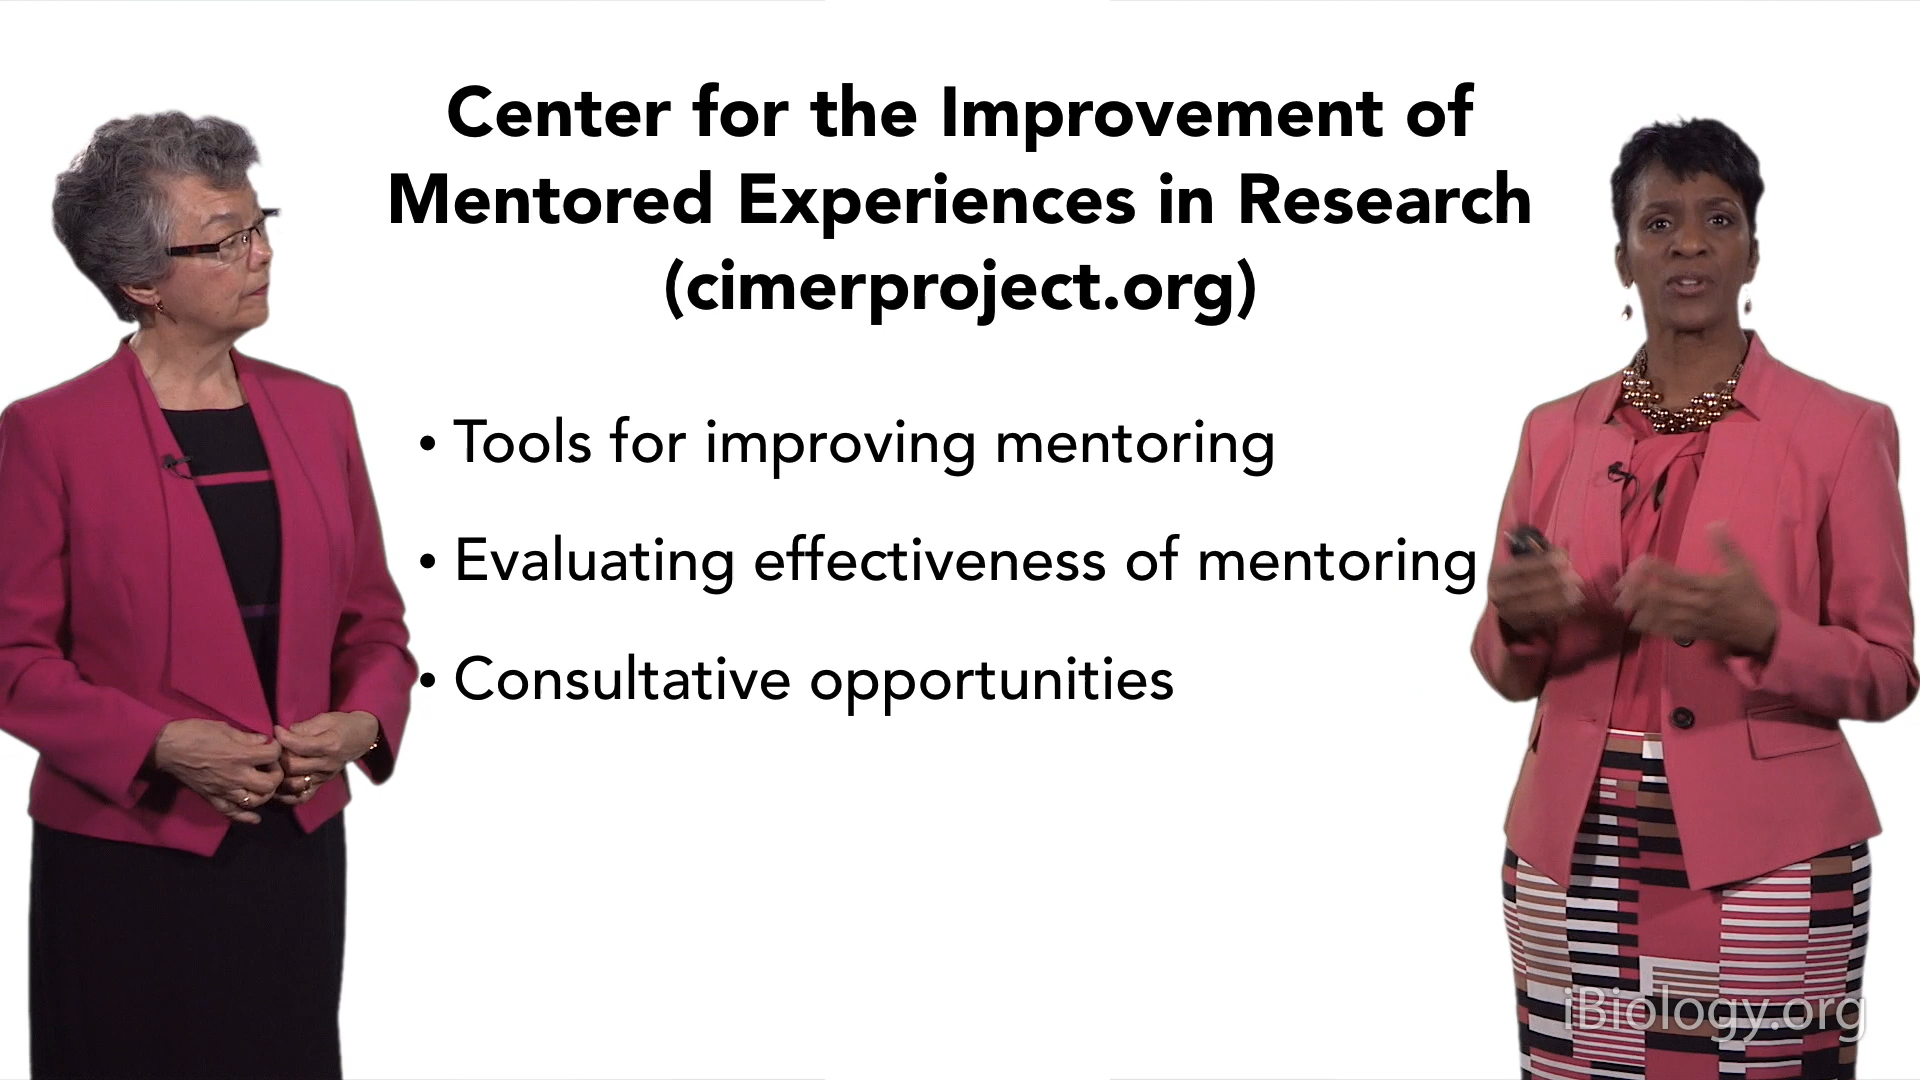 Center for the Improvement of
Mentored Experiences in Research
(cimerproject.org)
• Tools for improving mentoring
• Evaluating effectiveness of mentoring
• Consultative opportunities
iBiology.org